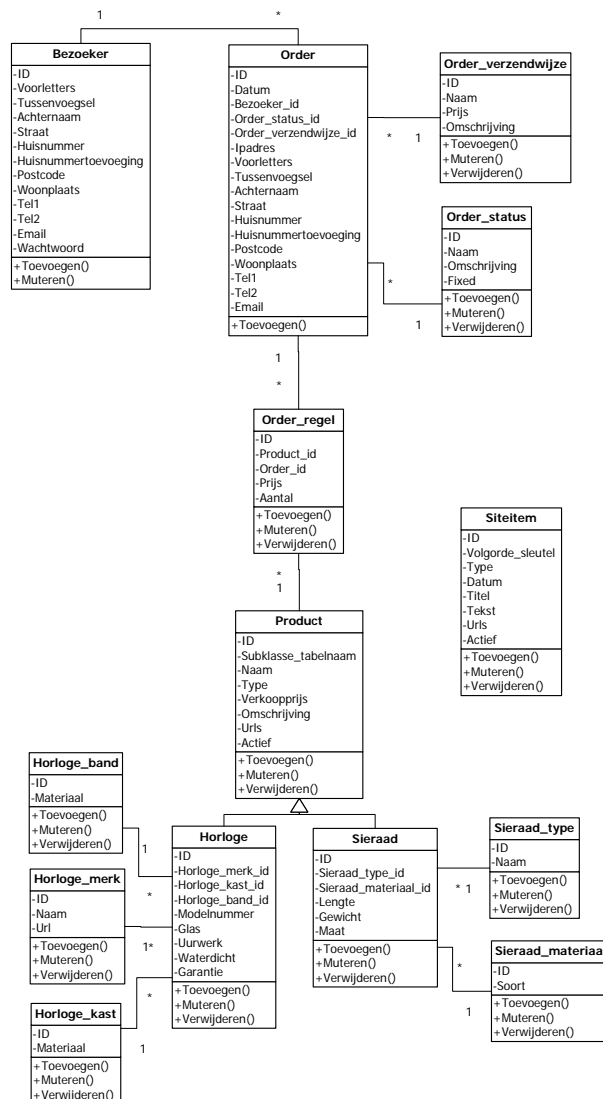 1
*
Bezoeker
-ID
-Voorletters
-Tussenvoegsel
-Achternaam
-Straat
-Huisnummer
-Huisnummertoevoeging
-Postcode
-Woonplaats
-Tel1
-Tel2
-Email
-Wachtwoord
+Toevoegen()
+Muteren()
Order
-ID
-Datum
-Bezoeker_id
-Order_status_id
-Order_verzendwijze_id
-Ipadres
-Voorletters
-Tussenvoegsel
-Achternaam
-Straat
-Huisnummer
-Huisnummertoevoeging
-Postcode
-Woonplaats
-Tel1
-Tel2
-Email
+Toevoegen()
* 1
Order_verzendwijze
-ID
-Naam
-Prijs
-Omschrijving
+Toevoegen()
+Muteren()
+Verwijderen()
*
1
Order_status
-ID
-Naam
-Omschrijving
-Fixed
+Toevoegen()
+Muteren()
+Verwijderen()
1
*
Order_regel
-ID
-Product_id
-Order_id
-Prijs
-Aantal
+Toevoegen()
+Muteren()
+Verwijderen()
*
1
Siteitem
-ID
-Volgorde_sleutel
-Type
-Datum
-Titel
-Tekst
-Urls
-Actief
+Toevoegen()
+Muteren()
+Verwijderen()
Product
-ID
-Subklasse_tabelnaam
-Naam
-Type
-Verkoopprijs
-Omschrijving
-Urls
-Actief
+Toevoegen()
+Muteren()
+Verwijderen()
Horloge_band
-ID
-Materiaal
+Toevoegen()
+Muteren()
+Verwijderen()
1
*
Horloge_merk
-ID
-Naam
-Url
+Toevoegen()
+Muteren()
+Verwijderen()
1*
*
1
Horloge_kast
-ID
-Materiaal
+Toevoegen()
+Muteren()
+Verwijderen()
Horloge
-ID
-Horloge_merk_id
-Horloge_kast_id
-Horloge_band_id
-Modelnummer
-Glas
-Uurwerk
-Waterdicht
-Garantie
+Toevoegen()
+Muteren()
+Verwijderen()
Sieraad
-ID
-Sieraad_type_id
-Sieraad_materiaal_id
-Lengte
-Gewicht
-Maat
+Toevoegen()
+Muteren()
+Verwijderen()
* 1
Sieraad_type
-ID
-Naam
+Toevoegen()
+Muteren()
+Verwijderen()
*
1
Sieraad_materiaal
-ID
-Soort
+Toevoegen()
+Muteren()
+Verwijderen()